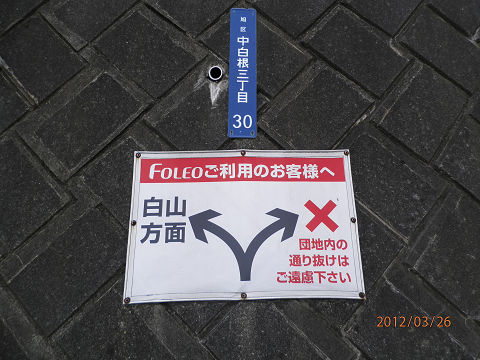 旭区
中白根三丁目
30
FOLEOご利用のお客様へ
白山
方面
団地内の
通り抜けは
ご遠慮下さい
2012/03/26